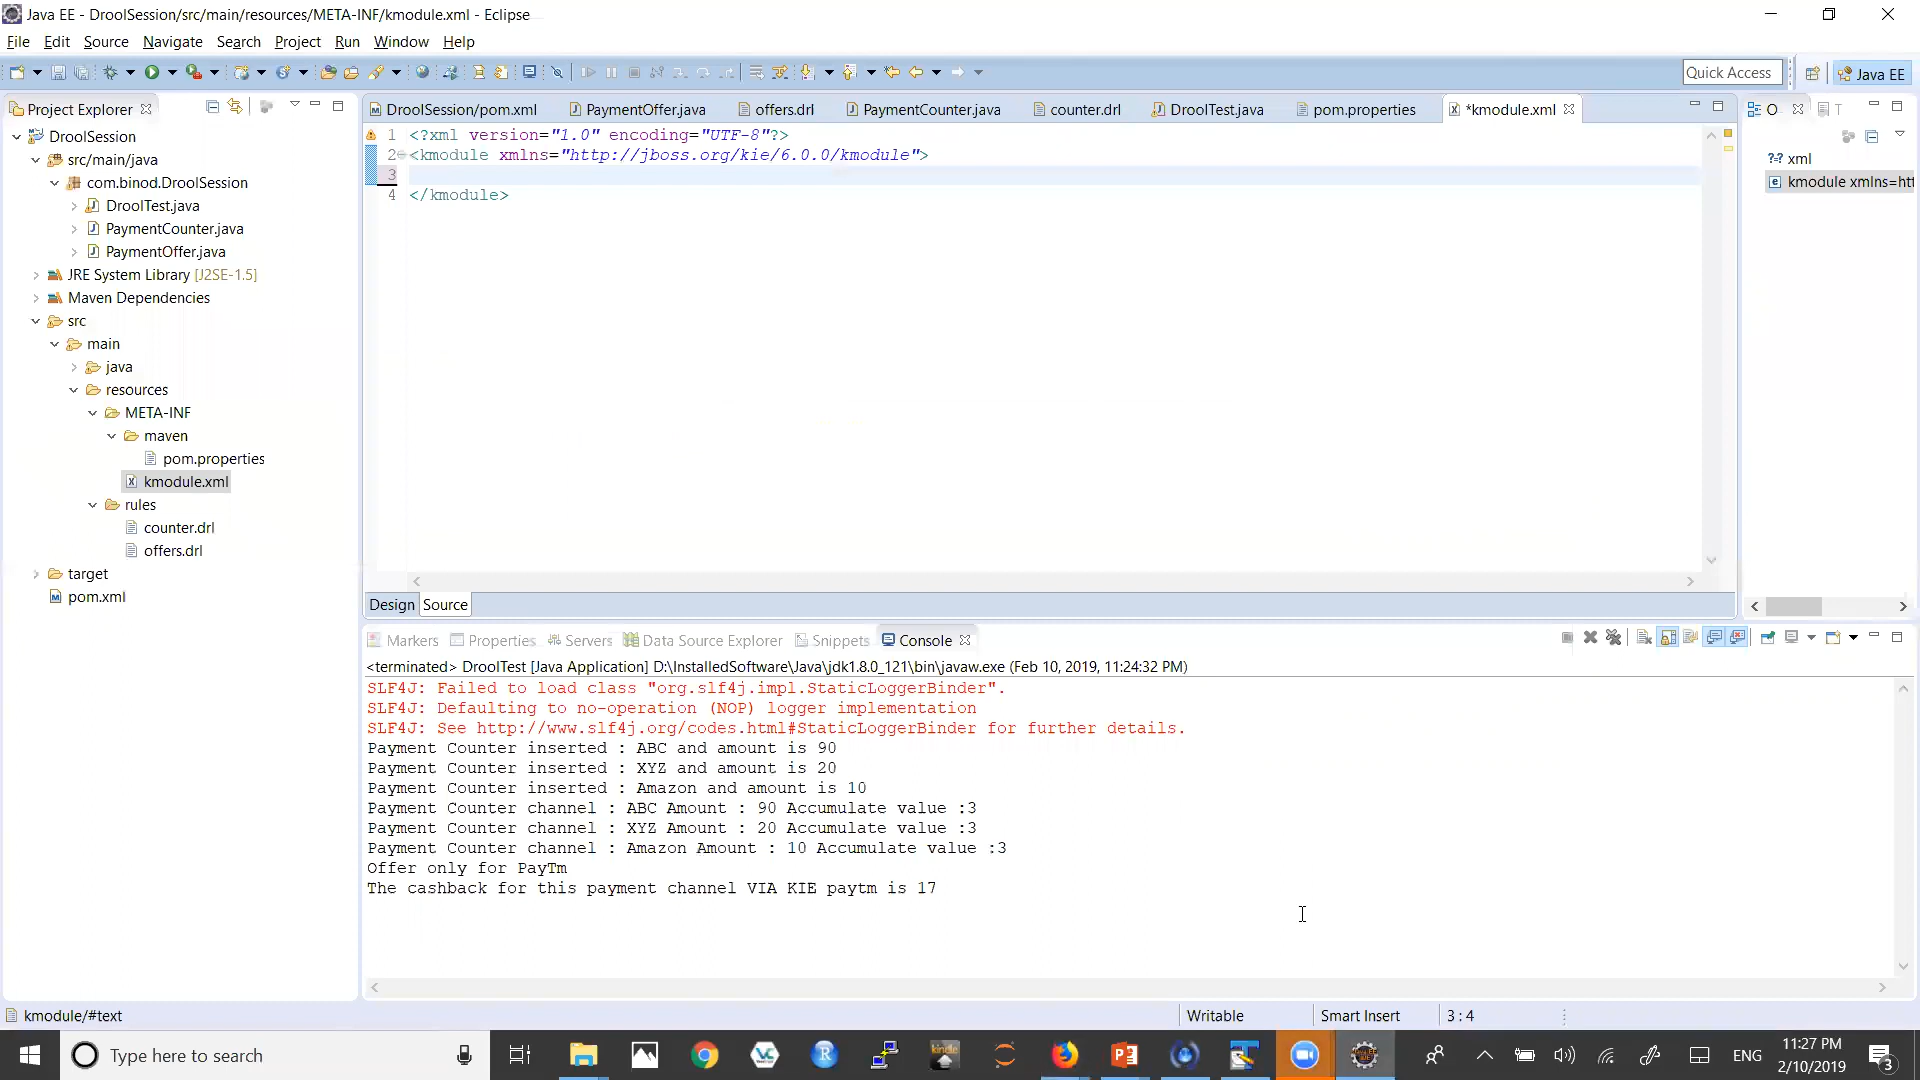 Java EE - DroolSession/src/main/resources/META-INF/kmodule.xml - Eclipse
File Edit Source Navigate Search Project Run Window Help
Quick Access
Java EE
Project Explorer
DroolSession/pom.xml
PaymentOffer.java
offers.drl
PaymentCounter.java
counter.drl
DroolTest.java
pom.properties
*kmodule.xml
O
T
DroolSession
src/main/java
com.binod.DroolSession
DroolTest.java
PaymentCounter.java
PaymentOffer.java
JRE System Library [J2SE-1.5]
Maven Dependencies
src
main
java
resources
META-INF
maven
pom.properties
kmodule.xml
rules
counter.drl
offers.drl
target
pom.xml
1 <?xml version="1.0" encoding="UTF-8"?>
2 <kmodule xmlns="http://jboss.org/kie/6.0.0/kmodule">
3
4 </kmodule>
?=? xml
e kmodule xmlns=htt
Design Source
Markers Properties Servers Data Source Explorer Snippets Console
<terminated> DroolTest [Java Application] D:\InstalledSoftware\Java\jdk1.8.0_121\bin\javaw.exe (Feb 10, 2019, 11:24:32 PM)
SLF4J: Failed to load class "org.slf4j.impl.StaticLoggerBinder".
SLF4J: Defaulting to no-operation (NOP) logger implementation
SLF4J: See http://www.slf4j.org/codes.html#StaticLoggerBinder for further details.
Payment Counter inserted : ABC and amount is 90
Payment Counter inserted : XYZ and amount is 20
Payment Counter inserted : Amazon and amount is 10
Payment Counter channel : ABC Amount : 90 Accumulate value :3
Payment Counter channel : XYZ Amount : 20 Accumulate value :3
Payment Counter channel : Amazon Amount : 10 Accumulate value :3
Offer only for PayTm
The cashback for this payment channel VIA KIE paytm is 17
kmodule/#text
Writable
Smart Insert
3 : 4
Type here to search
kindle
ENG
11:27 PM
2/10/2019
3